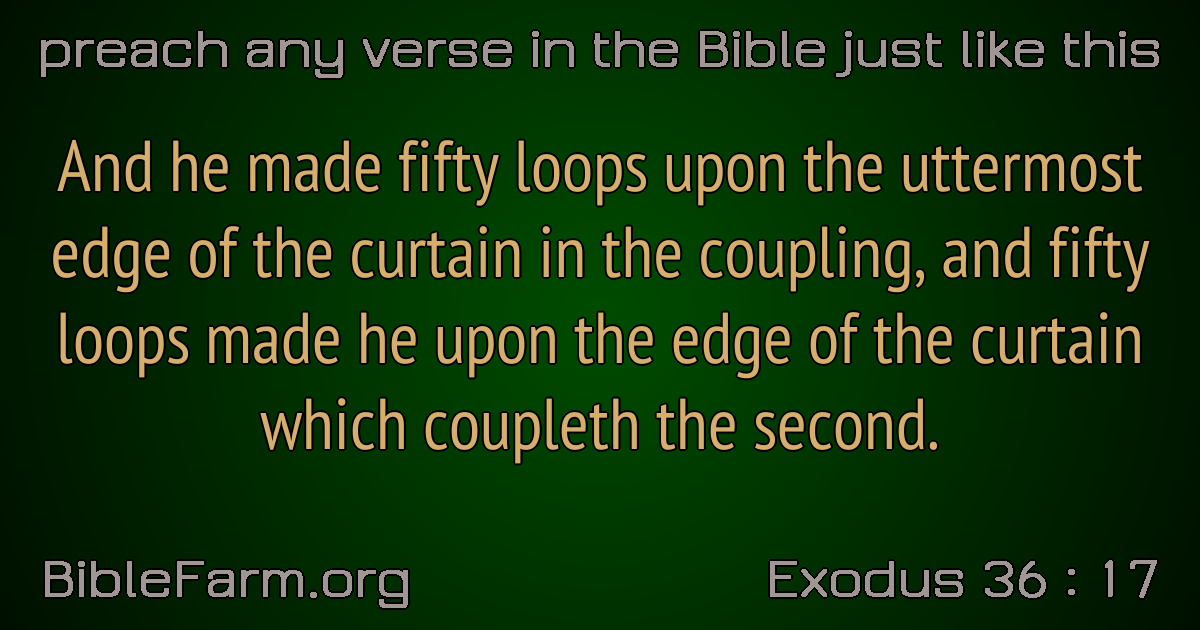 preach any verse in the Bible just like this
And he made fifty loops upon the uttermost
edge of the curtain in the coupling, and fifty
loops made he upon the edge of the curtain
which coupleth the second.
BibleFarm.org
Exodus 36 : 17